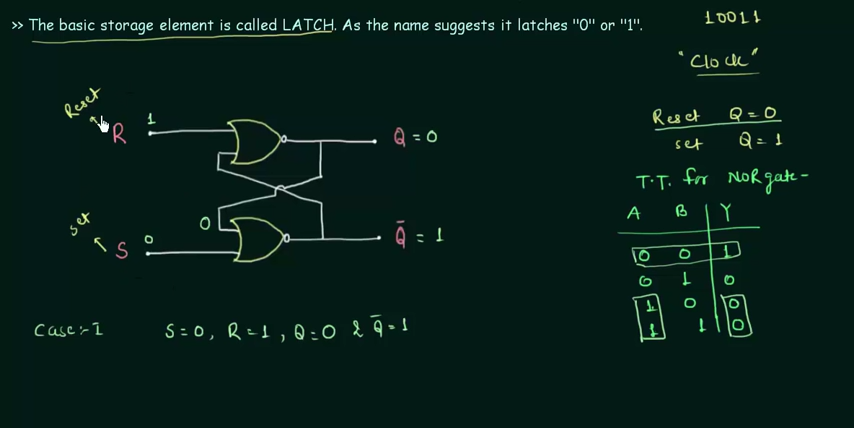 >> The basic storage element is called LATCH. As the name suggests it latches "0" or "1".
10011
"Clock"
Reset
R 1
Q = 0
Reset Q = 0
set Q = 1
T.T. for NOR gate-
A B Y
0 0 1
0 1 0
1 0 0
1 1 0
set
S 0
0
Q̄ = 1
Case:-I S=0, R=1, Q=0 & Q̄=1